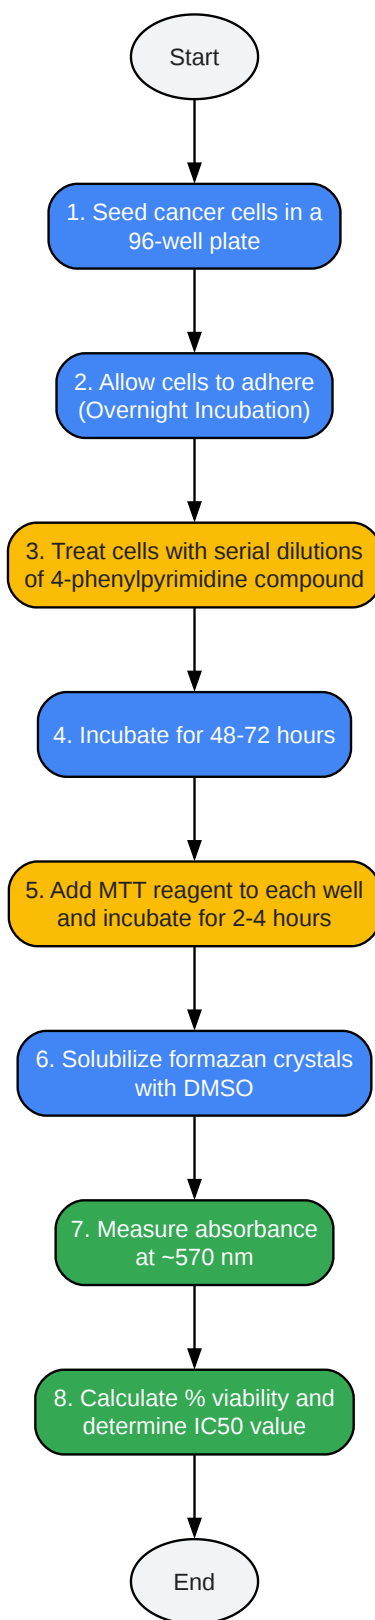 Start
1. Seed cancer cells in a
96-well plate
2. Allow cells to adhere
(Overnight Incubation)
3. Treat cells with serial dilutions
of 4-phenylpyrimidine compound
4. Incubate for 48-72 hours
5. Add MTT reagent to each well
and incubate for 2-4 hours
6. Solubilize formazan crystals
with DMSO
7. Measure absorbance
at ~570 nm
8. Calculate % viability and
determine IC50 value
End